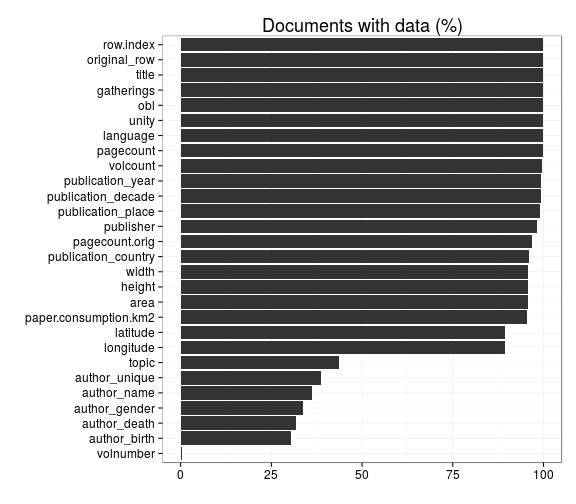 Documents with data (%)
row.index
original_row
title
gatherings
obl
unity
language
pagecount
volcount
publication_year
publication_decade
publication_place
publisher
pagecount.orig
publication_country
width
height
area
paper.consumption.km2
latitude
longitude
topic
author_unique
author_name
author_gender
author_death
author_birth
volnumber
0 25 50 75 100